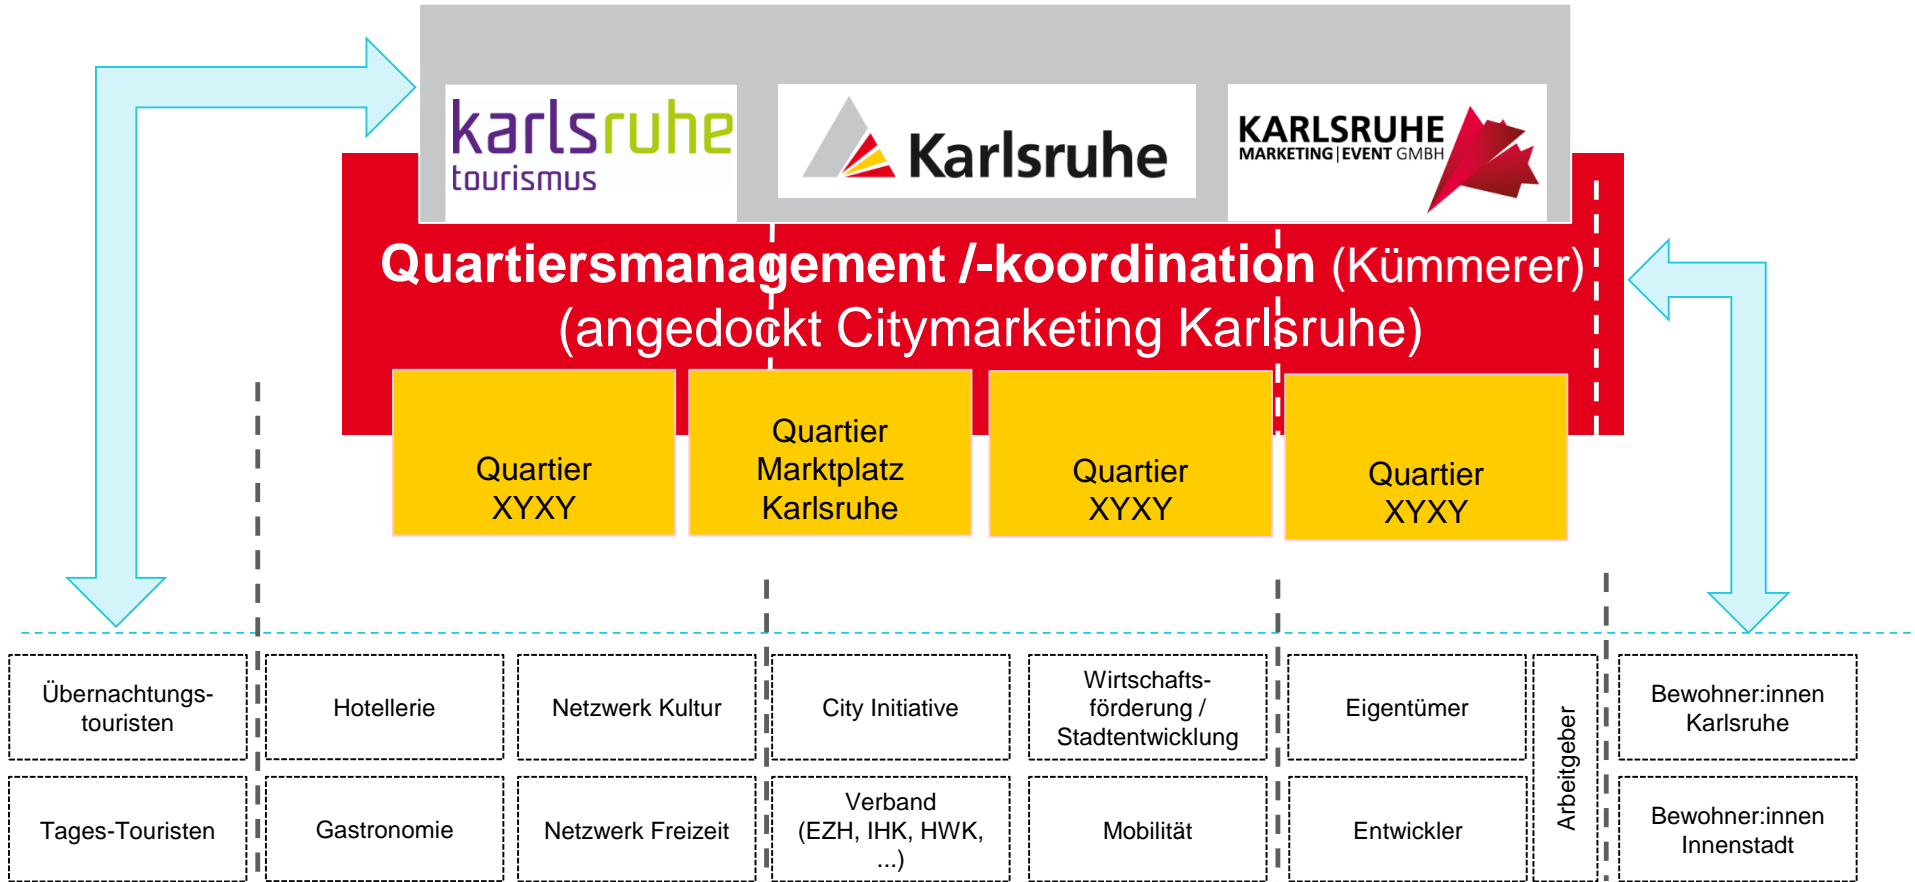 karlsruhe
tourismus
Karlsruhe
KARLSRUHE
MARKETING|EVENT GMBH
Quartiersmanagement /-koordination (Kümmerer)
(angedockt Citymarketing Karlsruhe)
Quartier
XYXY
Quartier
Marktplatz
Karlsruhe
Quartier
XYXY
Quartier
XYXY
Übernachtungs-
touristen
Hotellerie
Netzwerk Kultur
City Initiative
Wirtschafts-
förderung /
Stadtentwicklung
Eigentümer
Arbeitgeber
Bewohner:innen
Karlsruhe
Tages-Touristen
Gastronomie
Netzwerk Freizeit
Verband
(EZH, IHK, HWK,
...)
Mobilität
Entwickler
Bewohner:innen
Innenstadt